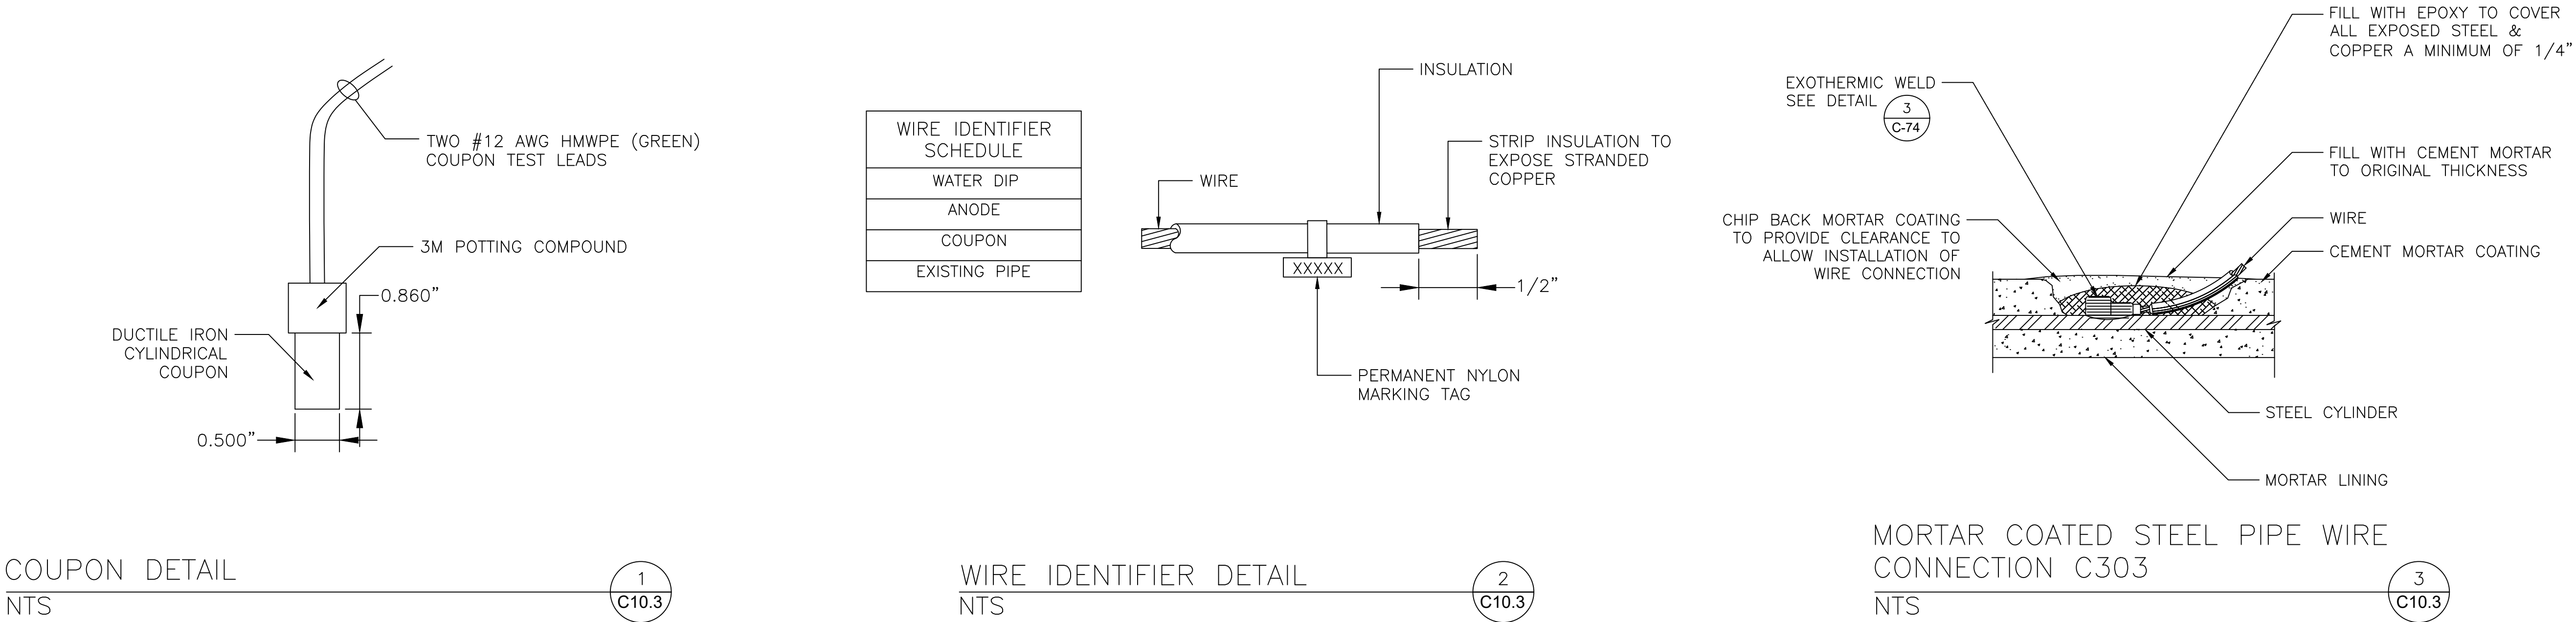 TWO #12 AWG HMWPE (GREEN)
COUPON TEST LEADS
3M POTTING COMPOUND
0.860”
DUCTILE IRON
CYLINDRICAL
COUPON
0.500”
COUPON DETAIL
NTS
1
C10.3
WIRE IDENTIFIER
SCHEDULE
WATER DIP
ANODE
COUPON
EXISTING PIPE
INSULATION
STRIP INSULATION TO
EXPOSE STRANDED
COPPER
WIRE
XXXXX
1/2”
PERMANENT NYLON
MARKING TAG
WIRE IDENTIFIER DETAIL
NTS
2
C10.3
FILL WITH EPOXY TO COVER
ALL EXPOSED STEEL &
COPPER A MINIMUM OF 1/4”
EXOTHERMIC WELD
SEE DETAIL
3
C-74
FILL WITH CEMENT MORTAR
TO ORIGINAL THICKNESS
CHIP BACK MORTAR COATING
TO PROVIDE CLEARANCE TO
ALLOW INSTALLATION OF
WIRE CONNECTION
WIRE
CEMENT MORTAR COATING
STEEL CYLINDER
MORTAR LINING
MORTAR COATED STEEL PIPE WIRE
CONNECTION C303
NTS
3
C10.3